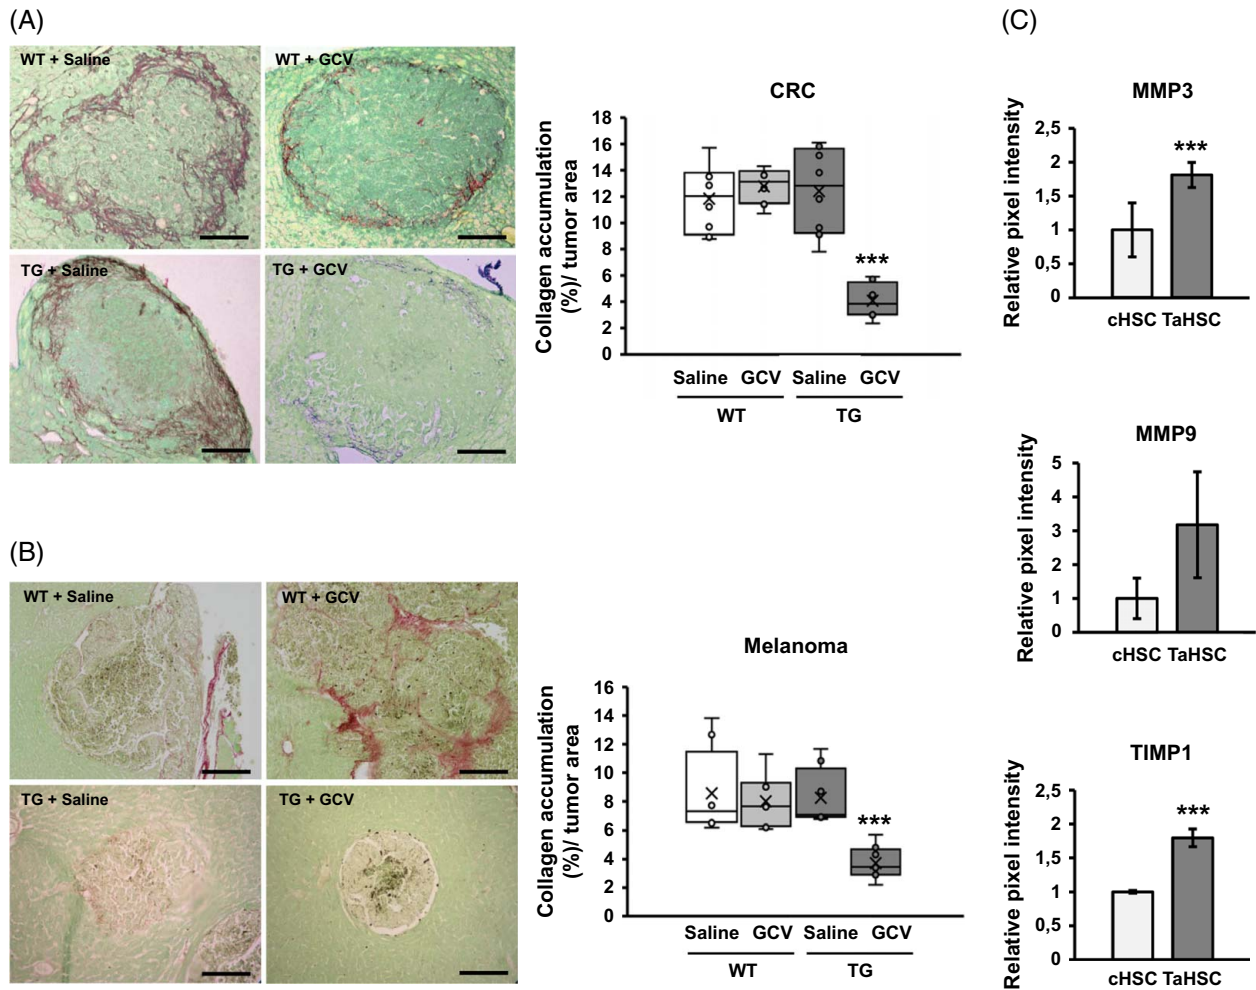 (A)
WT + Saline
WT + GCV
TG + Saline
TG + GCV
CRC
Collagen accumulation
(%)/ tumor area
18
16
14
12
10
8
6
4
2
0
***
Saline GCV Saline GCV
WT TG
(B)
WT + Saline
WT + GCV
TG + Saline
TG + GCV
Melanoma
Collagen accumulation
(%)/ tumor area
16
14
12
10
8
6
4
2
0
***
Saline GCV Saline GCV
WT TG
(C)
MMP3
Relative pixel intensity
2,5
2
1,5
1
0,5
0
***
cHSC TaHSC
MMP9
Relative pixel intensity
5
4
3
2
1
0
cHSC TaHSC
TIMP1
Relative pixel intensity
2,5
2
1,5
1
0,5
0
***
cHSC TaHSC